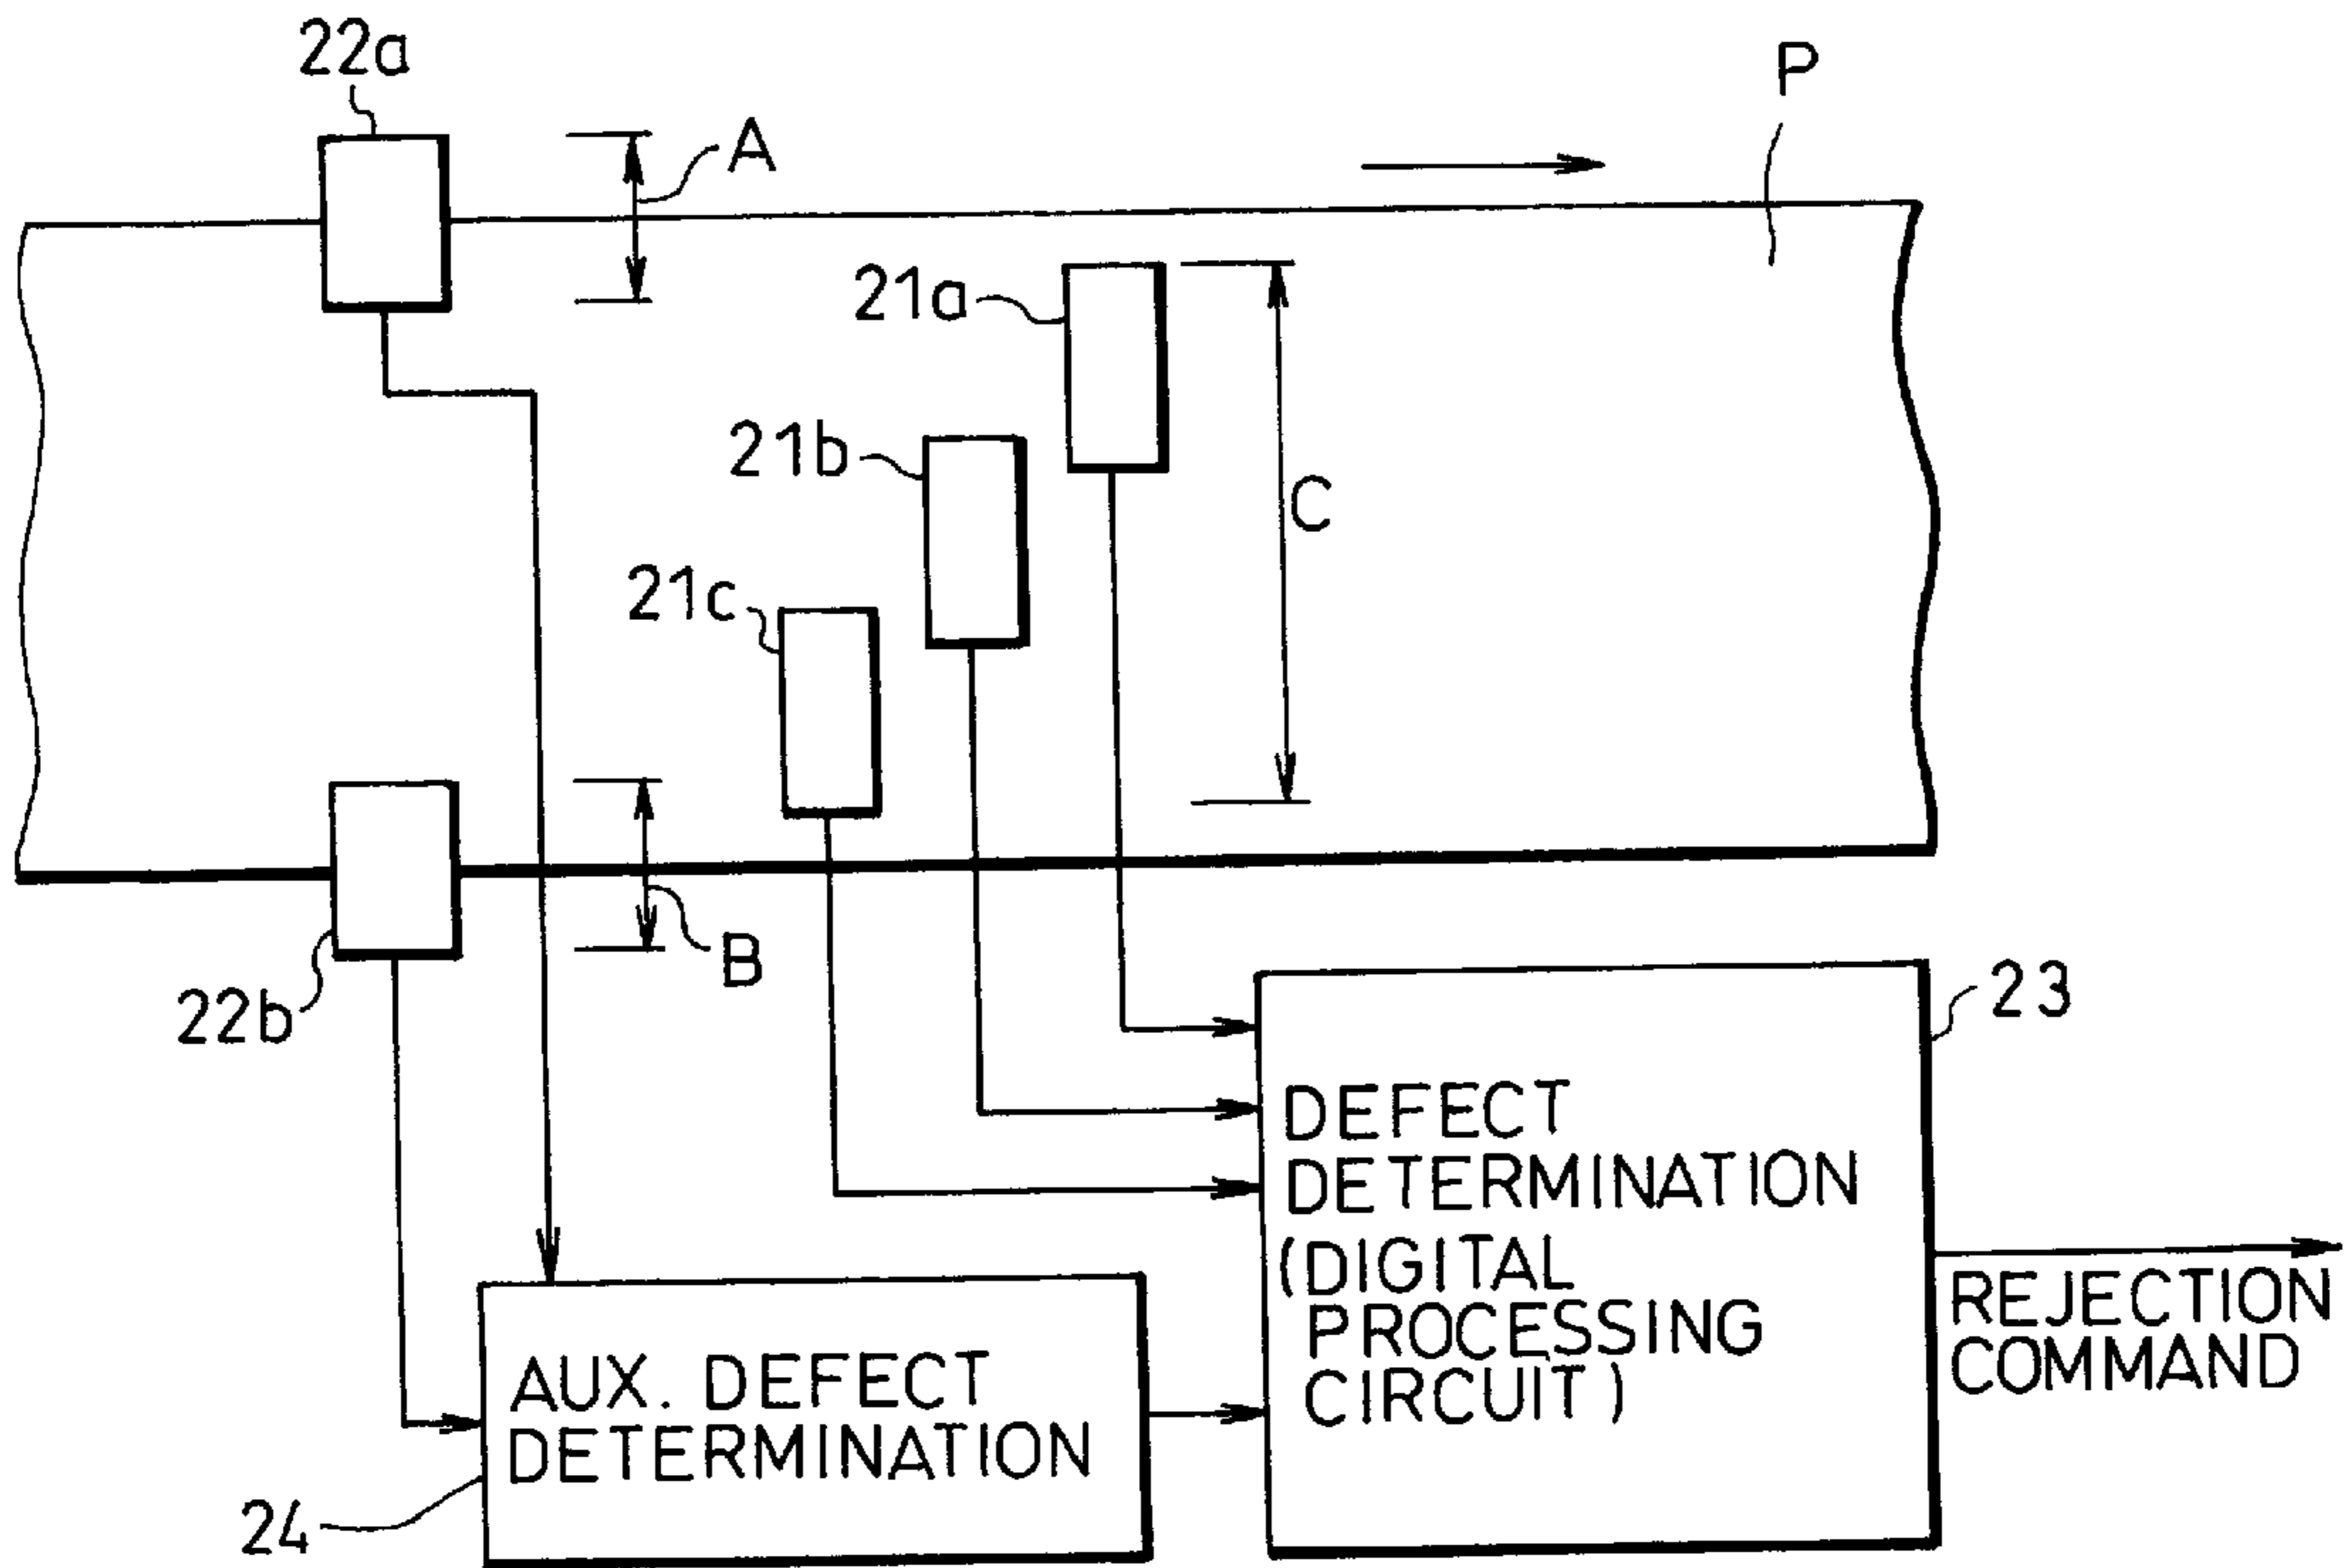 22a
P
A
21a
21b
C
21c
B
22b
23
DEFECT
DETERMINATION
(DIGITAL
PROCESSING
CIRCUIT)
REJECTION
COMMAND
AUX. DEFECT
DETERMINATION
24